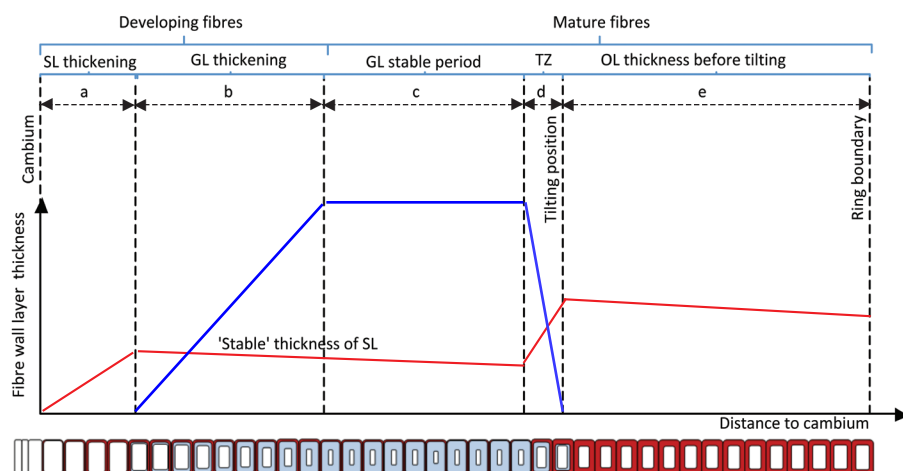 Developing fibres
Mature fibres
SL thickening
GL thickening
GL stable period
TZ
OL thickness before tilting
a
b
c
d
e
Cambium
Tilting position
Ring boundary
Fibre wall layer thickness
'Stable' thickness of SL
Distance to cambium